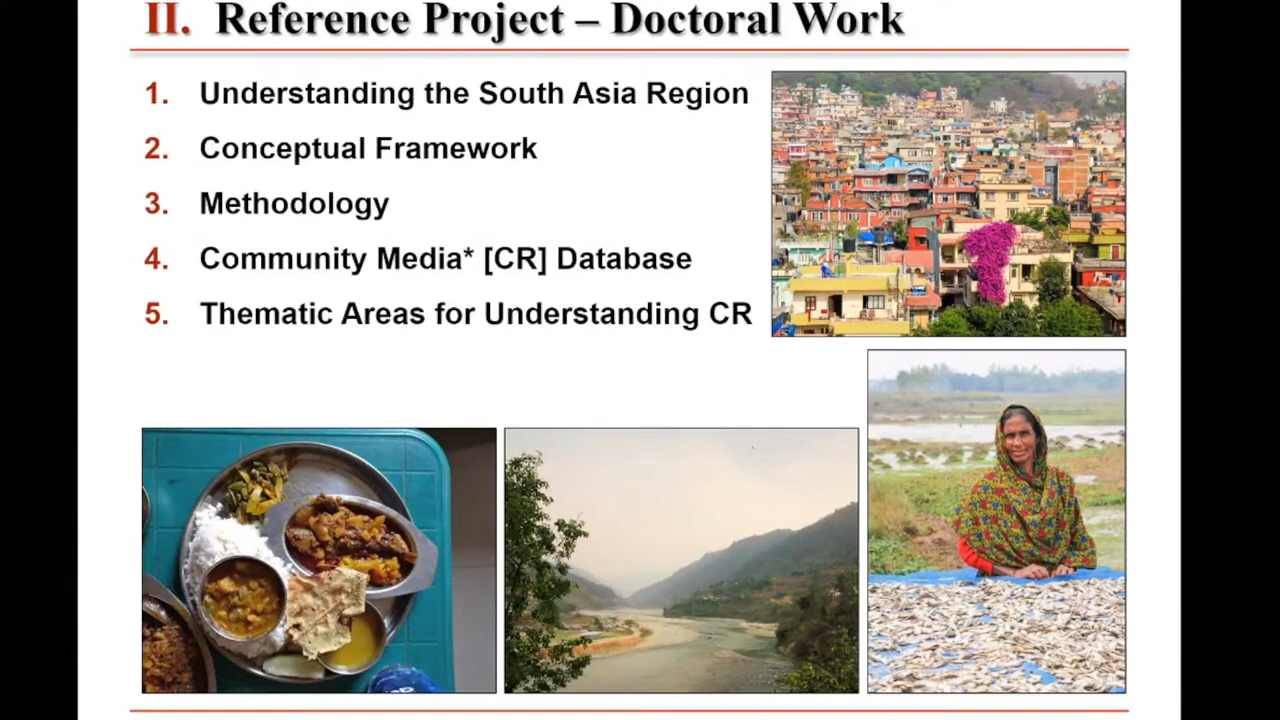 II. Reference Project – Doctoral Work
1. Understanding the South Asia Region
2. Conceptual Framework
3. Methodology
4. Community Media* [CR] Database
5. Thematic Areas for Understanding CR